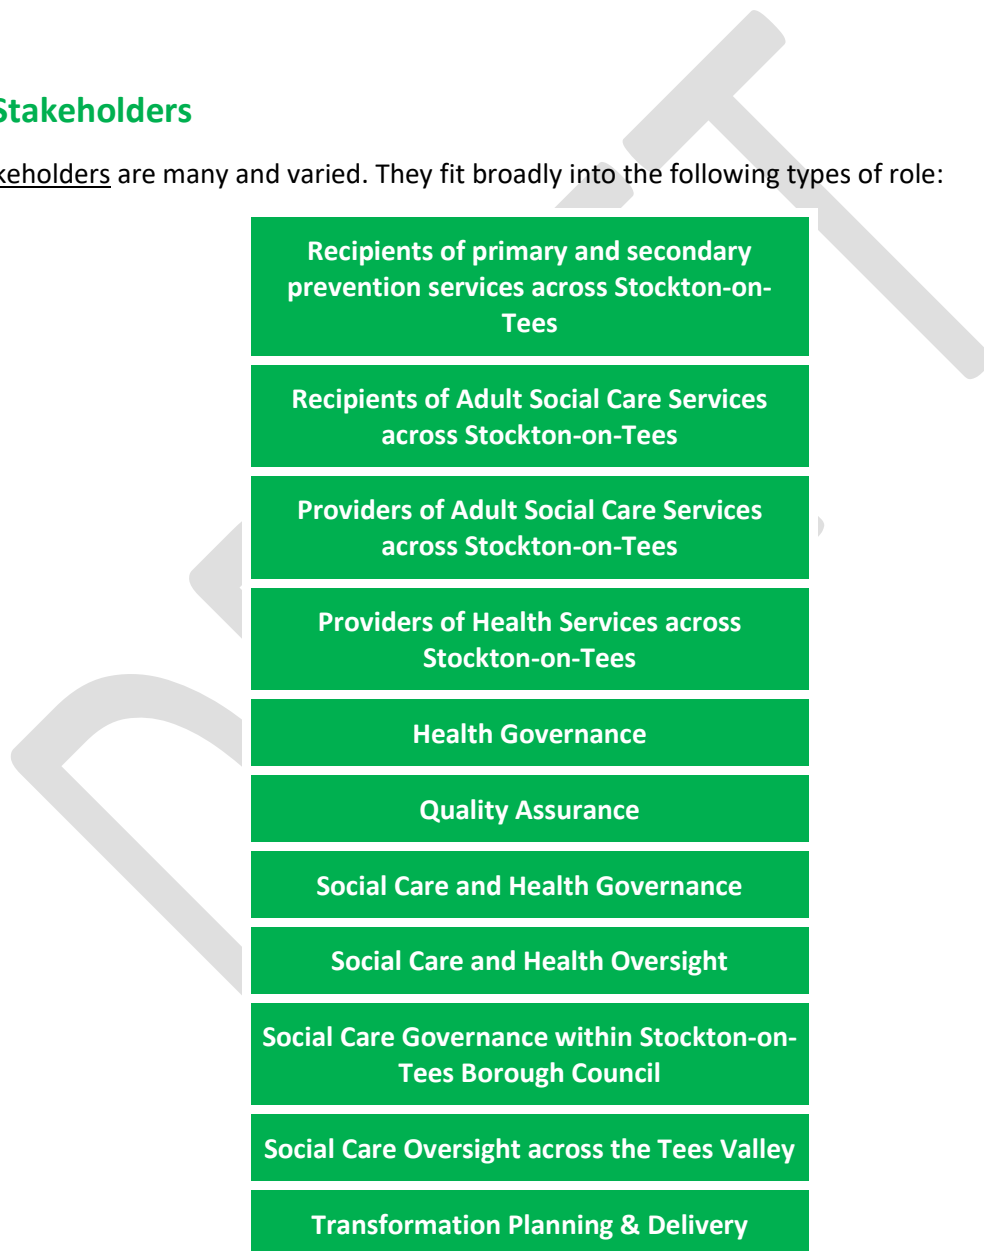 Stakeholders
keholders are many and varied. They fit broadly into the following types of role:
Recipients of primary and secondary
prevention services across Stockton-on-
Tees
Recipients of Adult Social Care Services
across Stockton-on-Tees
Providers of Adult Social Care Services
across Stockton-on-Tees
Providers of Health Services across
Stockton-on-Tees
Health Governance
Quality Assurance
Social Care and Health Governance
Social Care and Health Oversight
Social Care Governance within Stockton-on-
Tees Borough Council
Social Care Oversight across the Tees Valley
Transformation Planning & Delivery